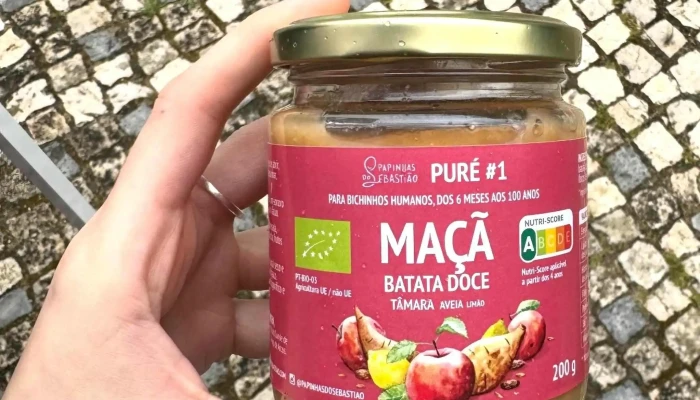 PAPINHAS
DO SEBASTIÃO
PURÉ #1
PARA BICHINHOS HUMANOS, DOS 6 MESES AOS 100 ANOS
MAÇÃ
BATATA DOCE
TÂMARA AVEIA LIMÃO
PT-BIO-03
Agricultura UE / não UE
NUTRI-SCORE
A B C D E
Nutri-Score aplicável
a partir dos 4 anos
200 g
@PAPINHASDOSEBASTIAO